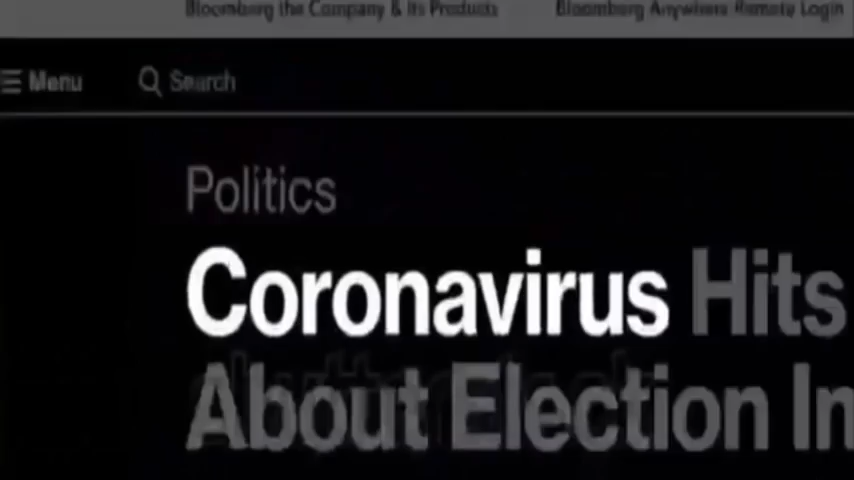 Bloomberg the Company & Its Products Bloomberg Anywhere Remote Login
Menu Search
Politics
Coronavirus Hits
About Election In